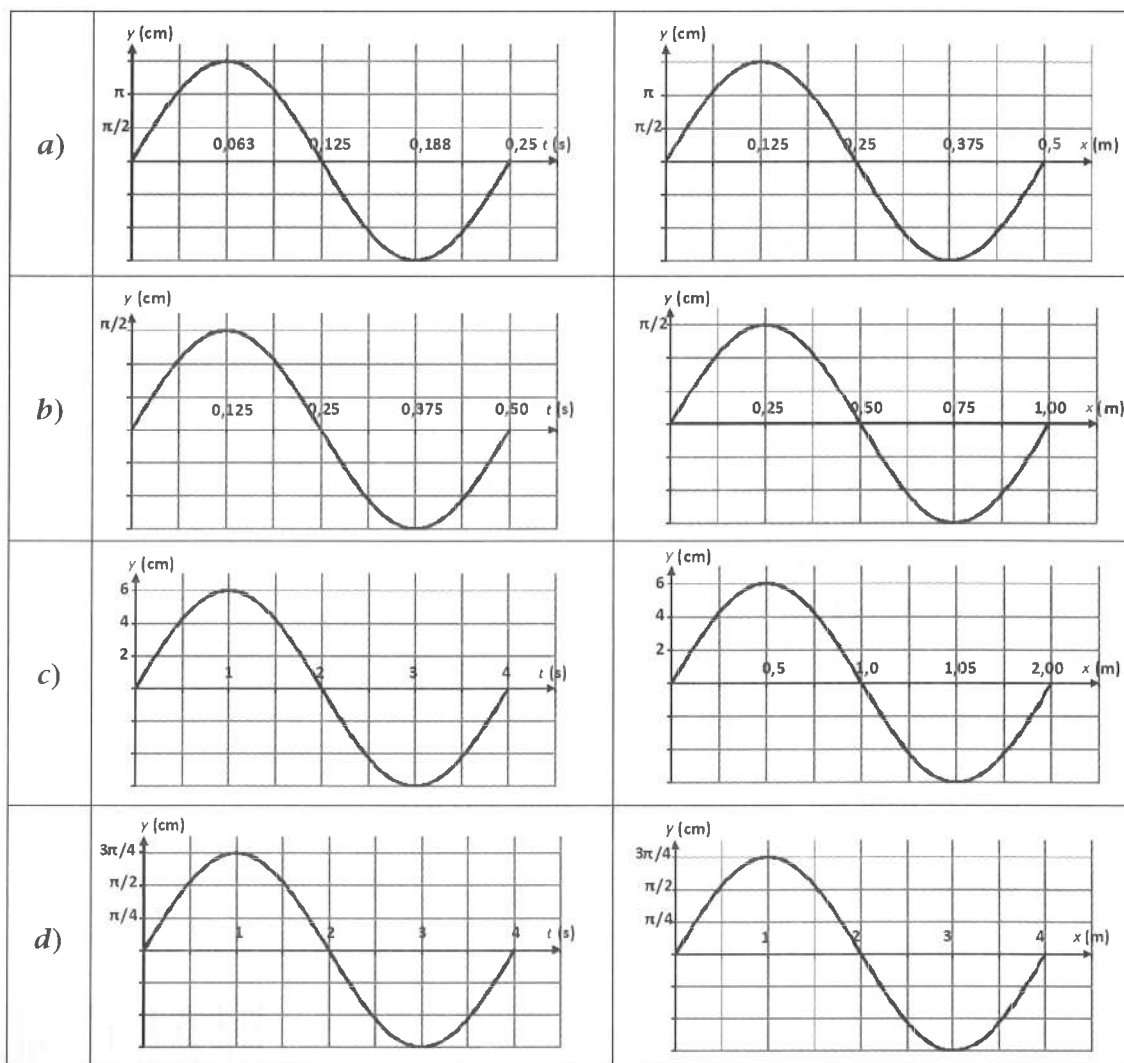 a)
y (cm)
π
π/2
0,063 0,125 0,188 0,25 t (s)
y (cm)
π
π/2
0,125 0,25 0,375 0,5 x (m)
b)
y (cm)
π/2
0,125 0,25 0,375 0,50 t (s)
y (cm)
π/2
0,25 0,50 0,75 1,00 x (m)
c)
y (cm)
6
4
2
1 2 3 4 t (s)
y (cm)
6
4
2
0,5 1,0 1,05 2,00 x (m)
d)
y (cm)
3π/4
π/2
π/4
1 2 3 4 t (s)
y (cm)
3π/4
π/2
π/4
1 2 3 4 x (m)